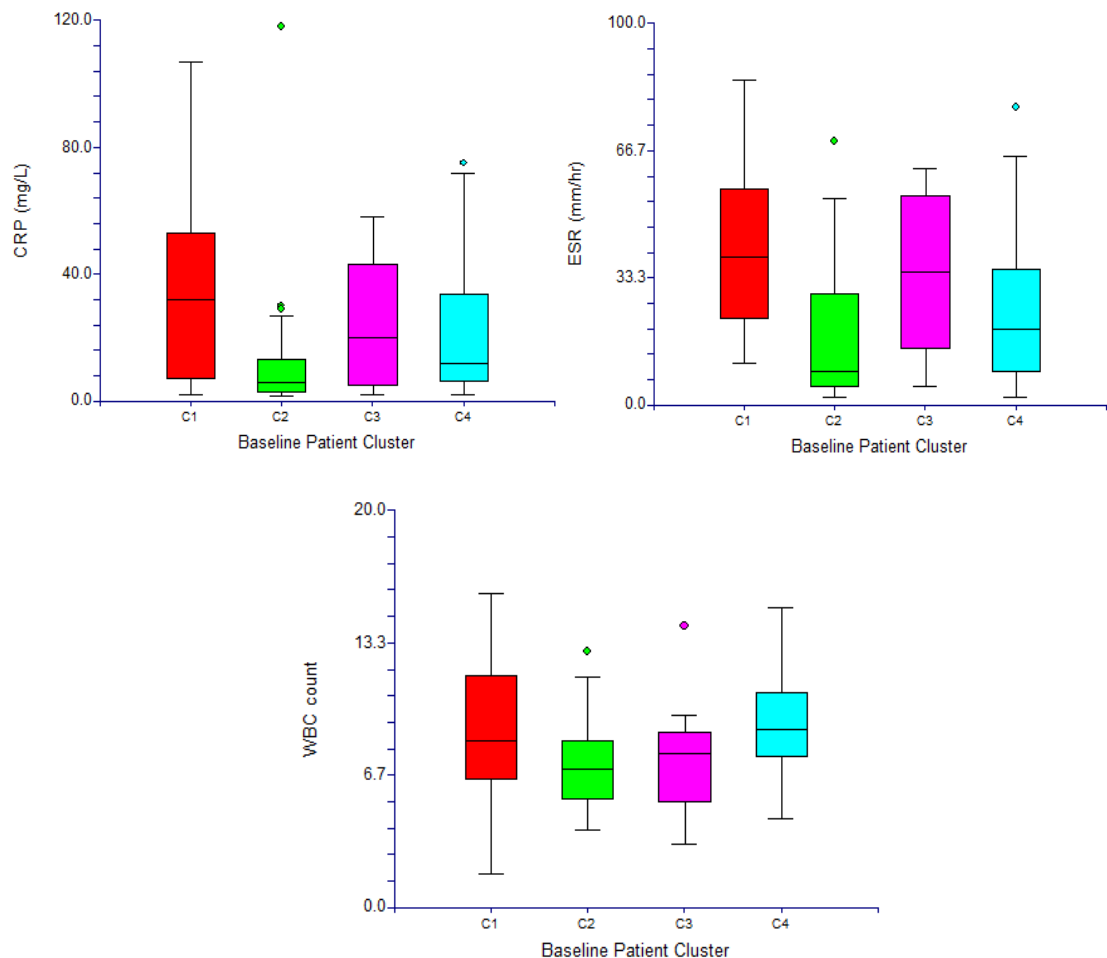 CRP (mg/L)
120.0
80.0
40.0
0.0
C1 C2 C3 C4
Baseline Patient Cluster
ESR (mm/hr)
100.0
66.7
33.3
0.0
C1 C2 C3 C4
Baseline Patient Cluster
WBC count
20.0
13.3
6.7
0.0
C1 C2 C3 C4
Baseline Patient Cluster